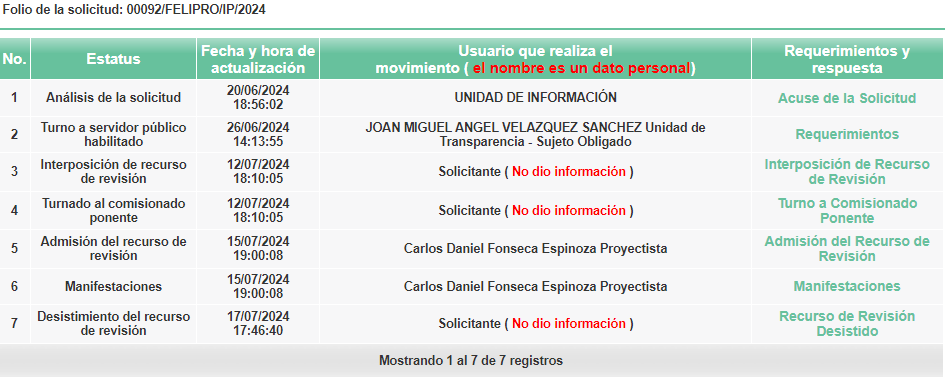 Folio de la solicitud: 00092/FELIPRO/IP/2024
No.
Estatus
Fecha y hora de
actualización
Usuario que realiza el
movimiento ( el nombre es un dato personal)
Requerimientos y
respuesta
1
Análisis de la solicitud
20/06/2024
18:56:02
UNIDAD DE INFORMACIÓN
Acuse de la Solicitud
2
Turno a servidor público
habilitado
26/06/2024
14:13:55
JOAN MIGUEL ANGEL VELAZQUEZ SANCHEZ Unidad de
Transparencia - Sujeto Obligado
Requerimientos
3
Interposición de recurso
de revisión
12/07/2024
18:10:05
Solicitante ( No dio información )
Interposición de Recurso
de Revisión
4
Turnado al comisionado
ponente
12/07/2024
18:10:05
Solicitante ( No dio información )
Turno a Comisionado
Ponente
5
Admisión del recurso de
revisión
15/07/2024
19:00:08
Carlos Daniel Fonseca Espinoza Proyectista
Admisión del Recurso de
Revisión
6
Manifestaciones
15/07/2024
19:00:08
Carlos Daniel Fonseca Espinoza Proyectista
Manifestaciones
7
Desistimiento del recurso
de revisión
17/07/2024
17:46:40
Solicitante ( No dio información )
Recurso de Revisión
Desistido
Mostrando 1 al 7 de 7 registros